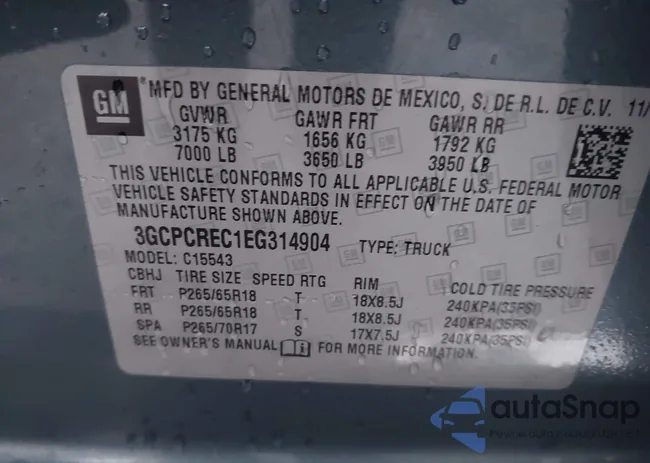 GM
MFD BY GENERAL MOTORS DE MEXICO, S. DE R.L. DE C.V. 11/
GVWR GAWR FRT GAWR RR
3175 KG 1656 KG 1792 KG
7000 LB 3650 LB 3950 LB
THIS VEHICLE CONFORMS TO ALL APPLICABLE U.S. FEDERAL MOTOR
VEHICLE SAFETY STANDARDS IN EFFECT ON THE DATE OF
MANUFACTURE SHOWN ABOVE.
3GCPCREC1EG314904 TYPE: TRUCK
MODEL: C15543
CBHJ TIRE SIZE SPEED RTG RIM COLD TIRE PRESSURE
FRT P265/65R18 T 18X8.5J 240KPA(35PSI)
RR P265/65R18 T 18X8.5J 240KPA(35PSI)
SPA P265/70R17 S 17X7.5J 240KPA(35PSI)
SEE OWNER'S MANUAL FOR MORE INFORMATION.
autoSnap